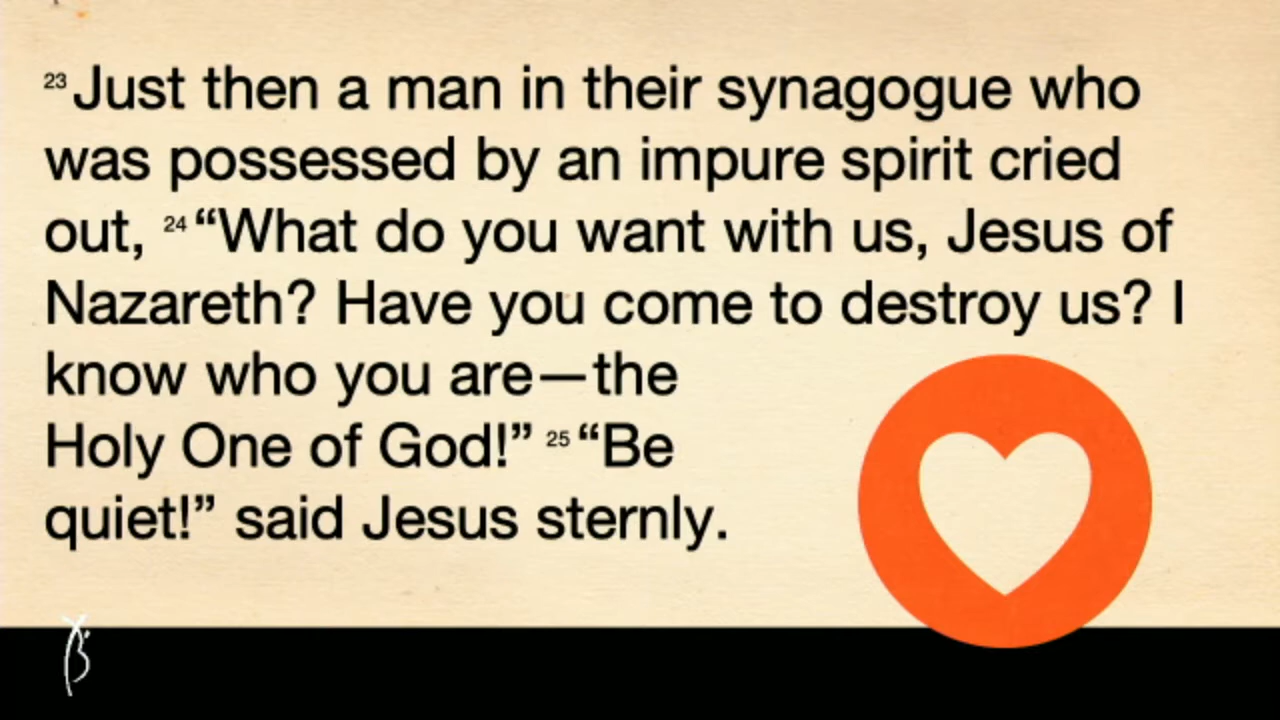 23 Just then a man in their synagogue who
was possessed by an impure spirit cried
out, 24 “What do you want with us, Jesus of
Nazareth? Have you come to destroy us? I
know who you are—the
Holy One of God!” 25 “Be
quiet!” said Jesus sternly.